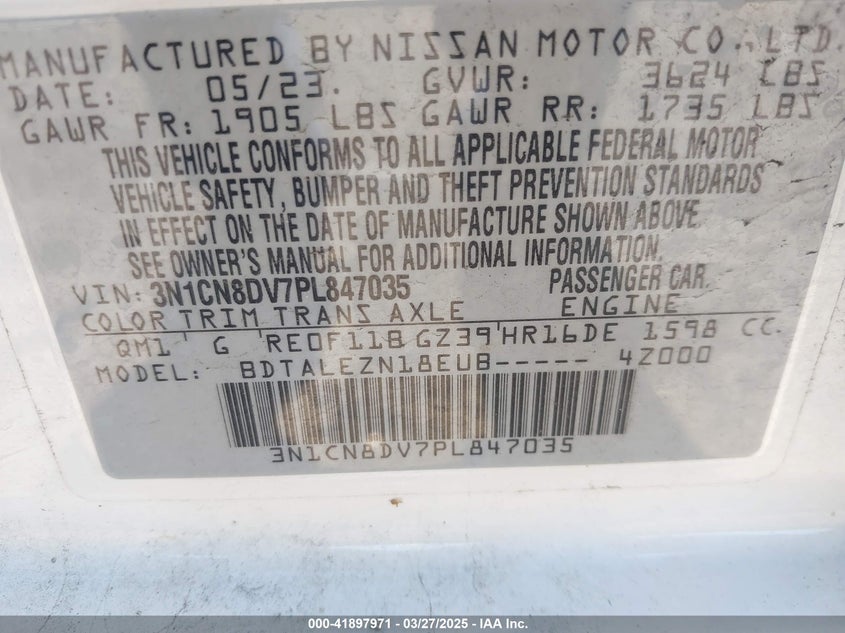 MANUFACTURED BY NISSAN MOTOR CO., LTD.
DATE: 05/23. GVWR: 3624 LBS
GAWR FR: 1905 LBS GAWR RR: 1735 LBS
THIS VEHICLE CONFORMS TO ALL APPLICABLE FEDERAL MOTOR
VEHICLE SAFETY, BUMPER AND THEFT PREVENTION STANDARDS
IN EFFECT ON THE DATE OF MANUFACTURE SHOWN ABOVE.
SEE OWNER'S MANUAL FOR ADDITIONAL INFORMATION.
VIN: 3N1CN8DV7PL847035 PASSENGER CAR.
COLOR TRIM TRANS AXLE ENGINE
QM1 G RE0F11B GZ39 HR16DE 1598 CC.
MODEL: BDTALEZN18EUB----- 4Z000
3N1CN8DV7PL847035
000-41897971 | 03/27/2025 - IAA Inc.